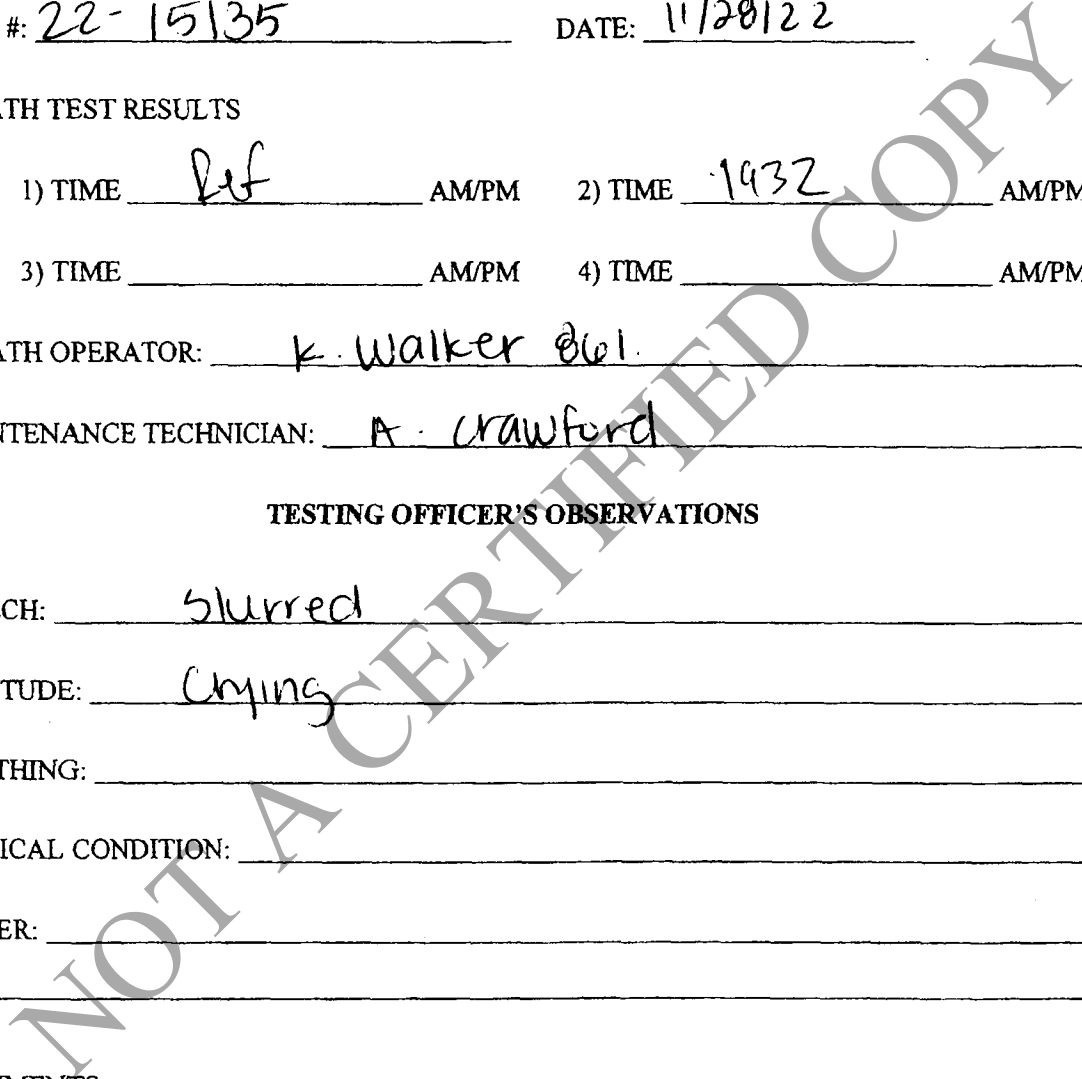 #: 22-15135 DATE: 11/28/22
ATH TEST RESULTS
1) TIME Ref AM/PM 2) TIME 1932 AM/PM
3) TIME AM/PM 4) TIME AM/PM
ATH OPERATOR: K. Walker 861.
NTENANCE TECHNICIAN: A. Crawford
TESTING OFFICER'S OBSERVATIONS
CH: Slurred
TUDE: Crying
THING:
ICAL CONDITION:
ER:
NOT A CERTIFIED COPY